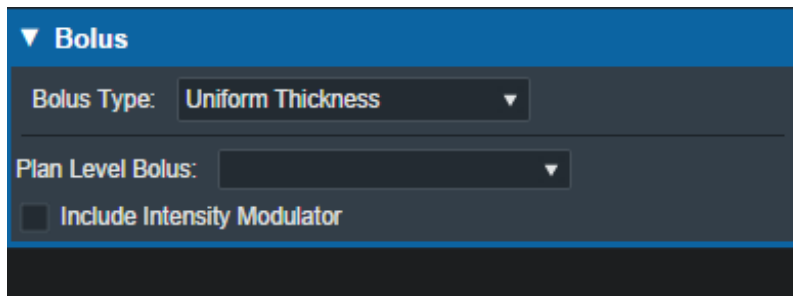 Bolus
Bolus Type: Uniform Thickness
Plan Level Bolus:
Include Intensity Modulator